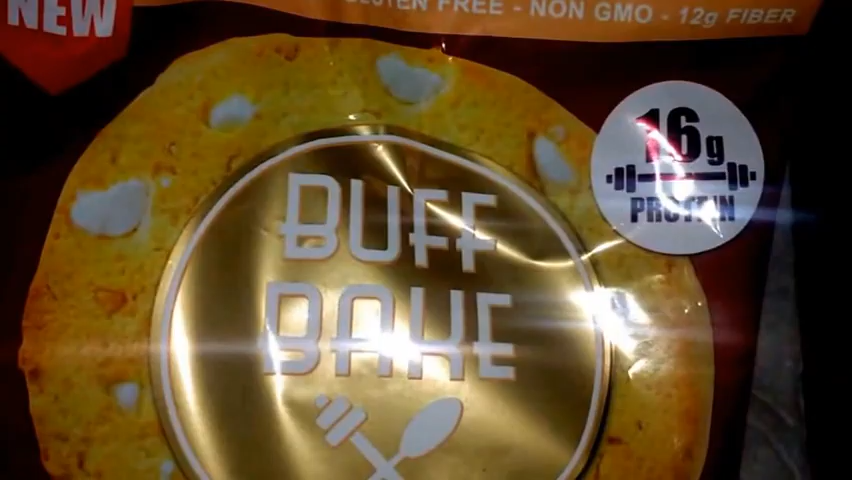 NEW
GLUTEN FREE - NON GMO - 12g FIBER
16g
PROTEIN
BUFF
BAKE